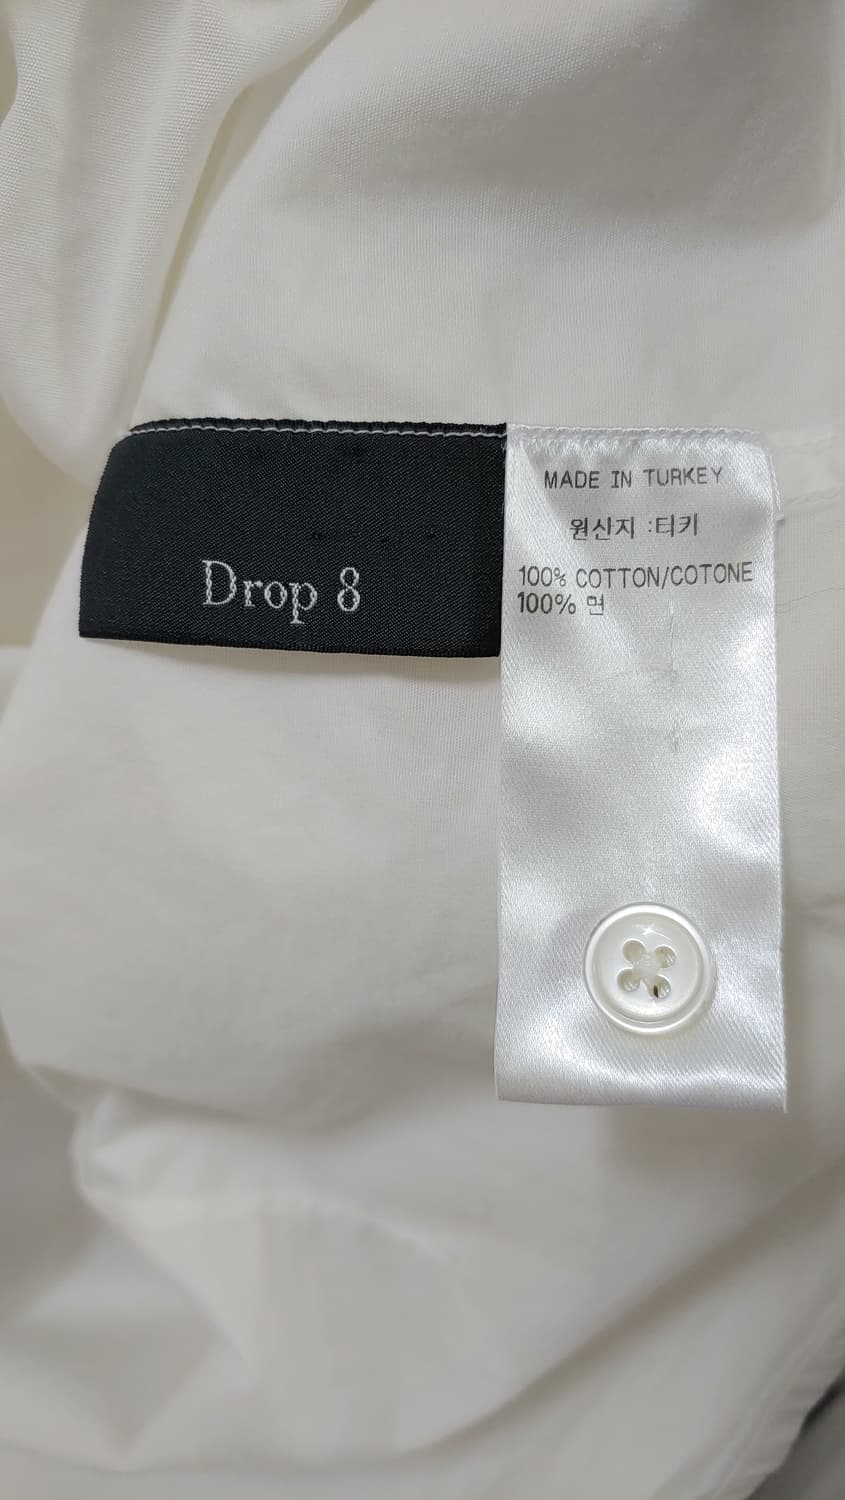 Drop 8
MADE IN TURKEY
원산지 :터키
100% COTTON/COTONE
100% 면